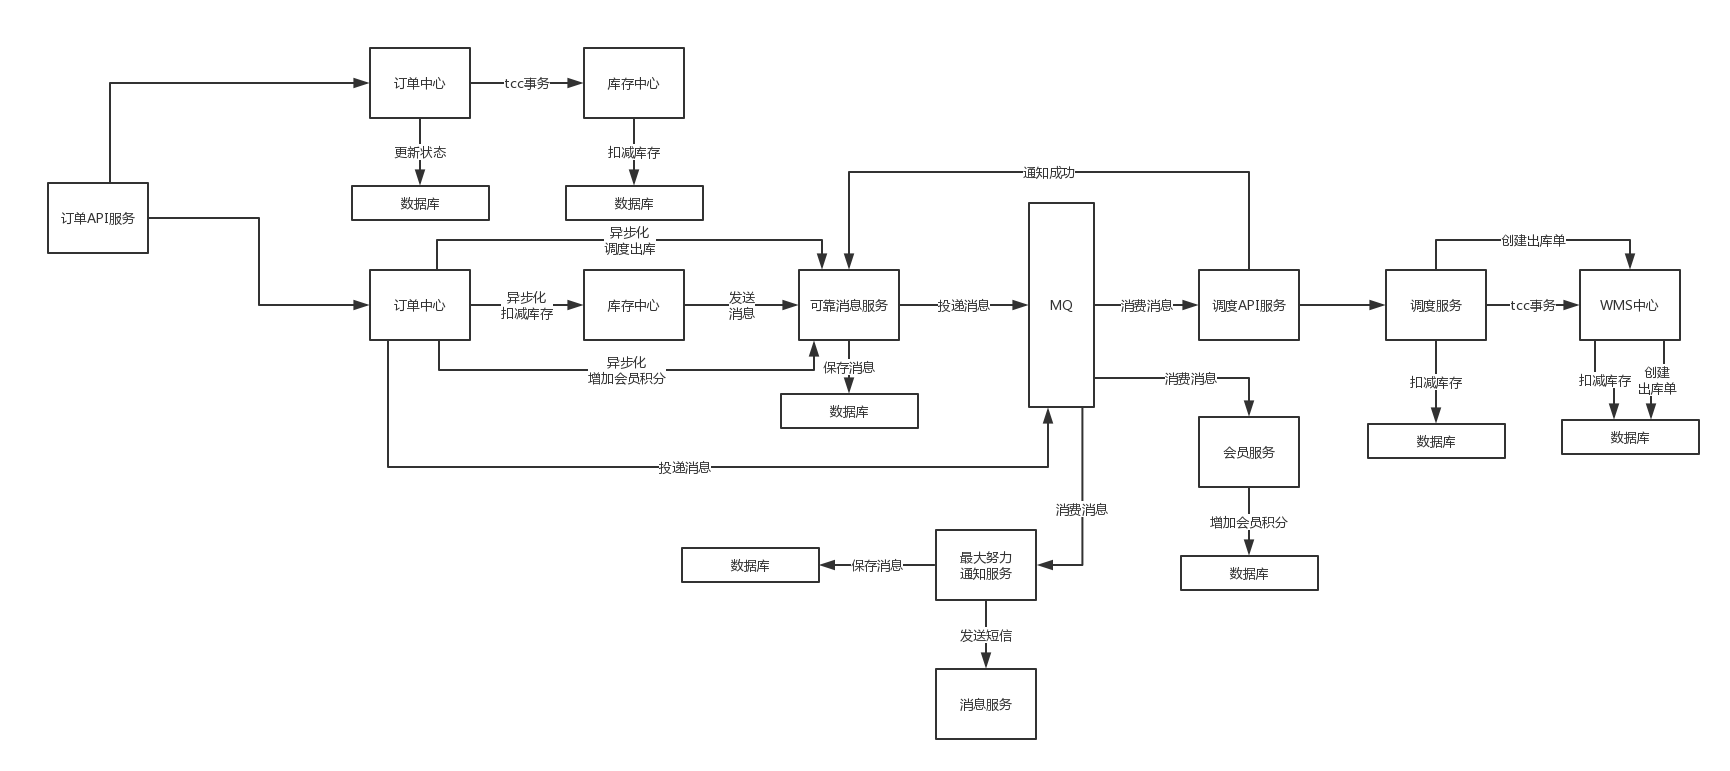 订单中心
tcc事务
库存中心
更新状态
扣减库存
数据库
数据库
订单API服务
通知成功
异步化
调度出库
创建出库单
订单中心
异步化
扣减库存
库存中心
发送
消息
可靠消息服务
投递消息
MQ
消费消息
调度API服务
调度服务
tcc事务
WMS中心
异步化
增加会员积分
保存消息
数据库
消费消息
扣减库存
数据库
扣减库存
创建
出库单
数据库
投递消息
会员服务
增加会员积分
数据库
消费消息
数据库
保存消息
最大努力
通知服务
发送短信
消息服务